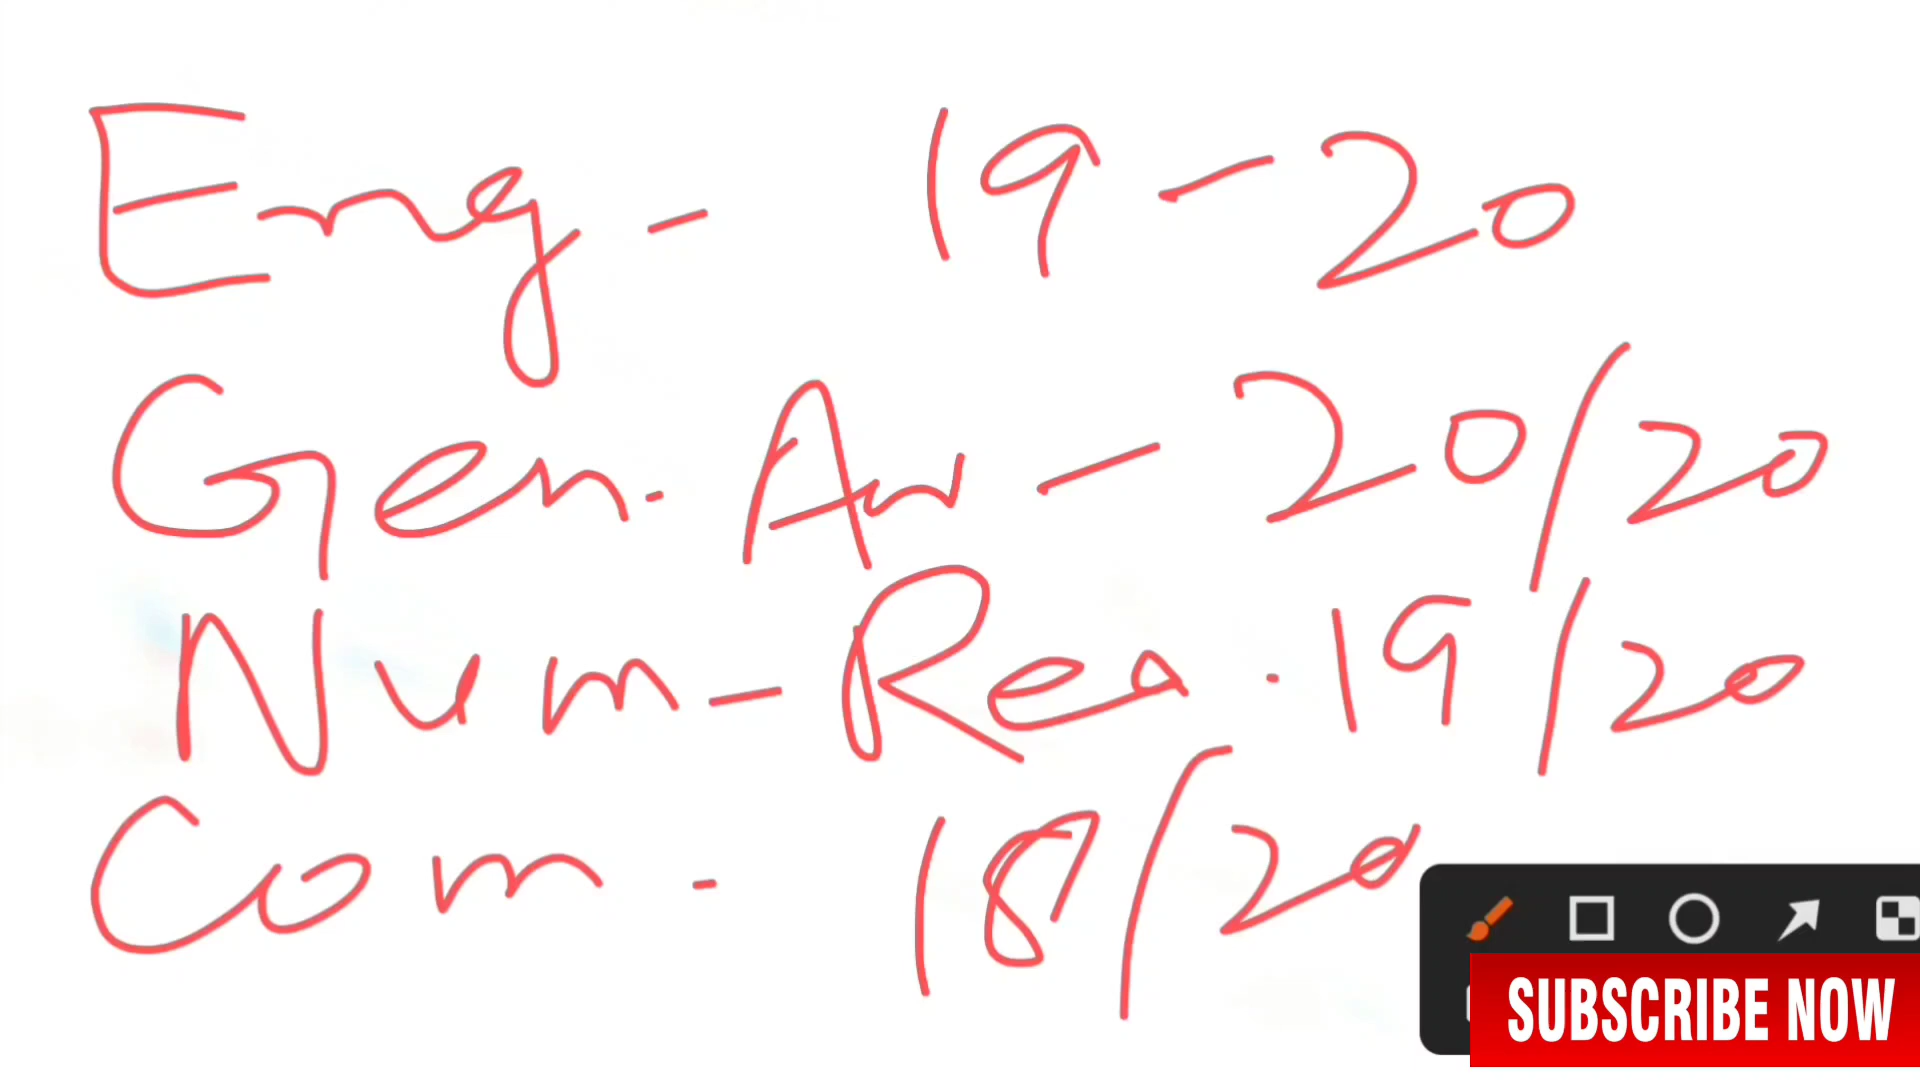 Eng - 19 - 20
Gen. Aw - 20/20
Num - Rea . 19/20
Com - 18/20
SUBSCRIBE NOW